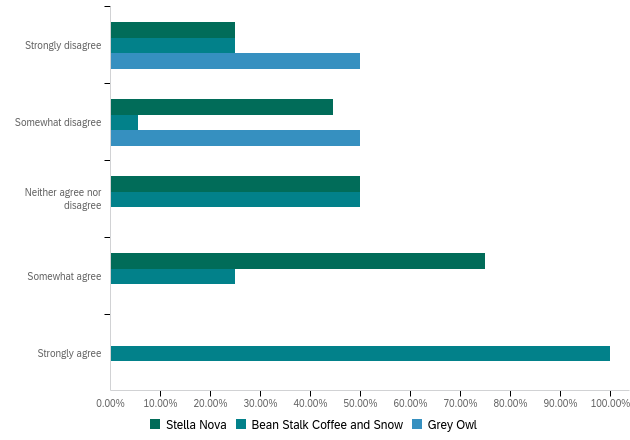 Strongly disagree
Somewhat disagree
Neither agree nor
disagree
Somewhat agree
Strongly agree
0.00% 10.00% 20.00% 30.00% 40.00% 50.00% 60.00% 70.00% 80.00% 90.00% 100.00%
Stella Nova Bean Stalk Coffee and Snow Grey Owl